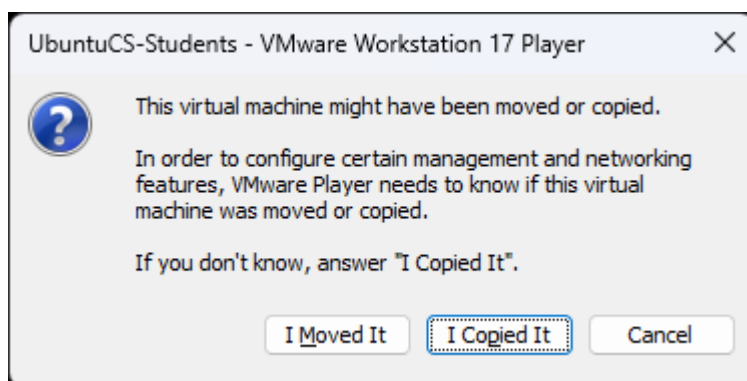 UbuntuCS-Students - VMware Workstation 17 Player
This virtual machine might have been moved or copied.
In order to configure certain management and networking
features, VMware Player needs to know if this virtual
machine was moved or copied.
If you don't know, answer "I Copied It".
I Moved It I Copied It Cancel